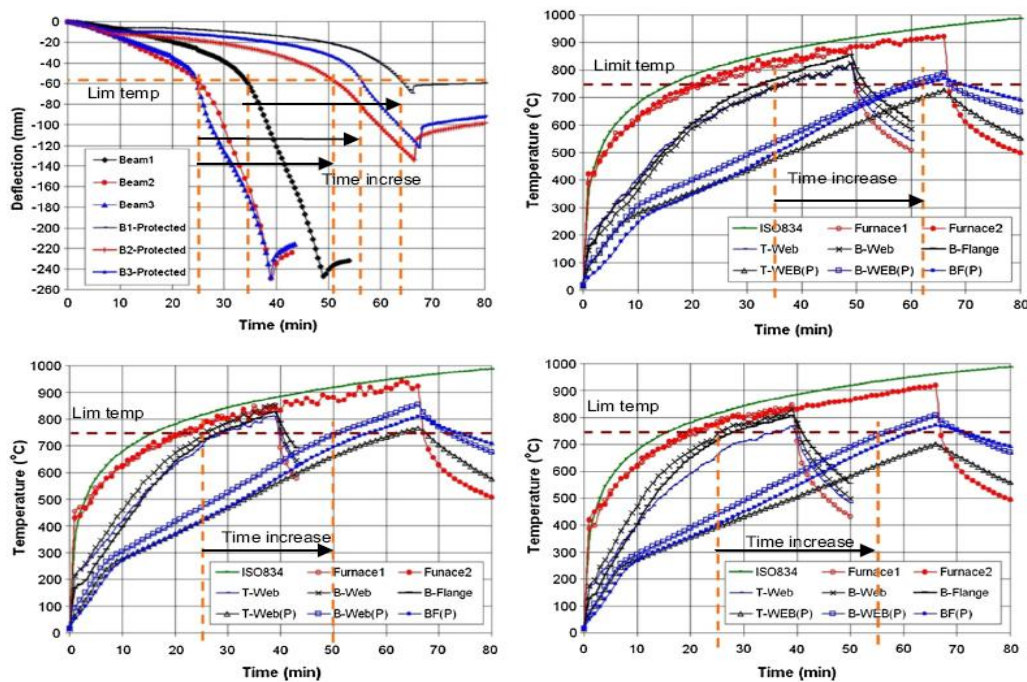 0
-20
-40
-60
-80
-100
-120
-140
-160
-180
-200
-220
-240
-260
Deflection (mm)
Lim temp
Time increse
Beam1
Beam2
Beam3
B1-Protected
B2-Protected
B3-Protected
0 10 20 30 40 50 60 70 80
Time (min)
1000
900
800
700
600
500
400
300
200
100
0
Temperature (°C)
Limit temp
Time increase
ISO834 Furnace1 Furnace2
T-Web B-Web B-Flange
T-WEB(P) B-WEB(P) BF(P)
0 10 20 30 40 50 60 70 80
Time (min)
1000
900
800
700
600
500
400
300
200
100
0
Temperature (°C)
Lim temp
Time increase
ISO834 Furnace1 Funace2
T-Web B-Web B-Flange
T-Web(P) B-Web(P) BF(P)
0 10 20 30 40 50 60 70 80
Time (min)
1000
900
800
700
600
500
400
300
200
100
0
Temperature (°C)
Lim temp
Time increase
ISO834 Furnace1 Furnace2
T-Web B-Web B-Flange
T-WEB(P) B-WEB(P) BF(P)
0 10 20 30 40 50 60 70 80
Time (min)